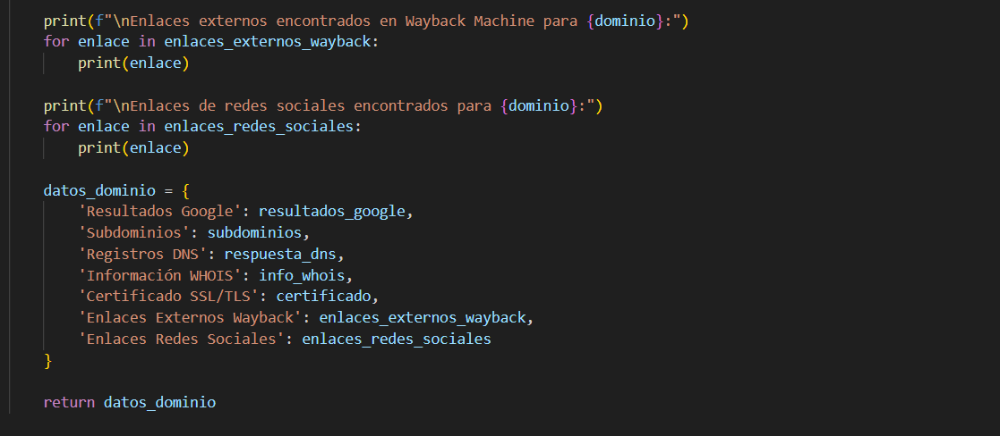 print(f"\nEnlaces externos encontrados en Wayback Machine para {dominio}:")
for enlace in enlaces_externos_wayback:
    print(enlace)
print(f"\nEnlaces de redes sociales encontrados para {dominio}:")
for enlace in enlaces_redes_sociales:
    print(enlace)
datos_dominio = {
    'Resultados Google': resultados_google,
    'Subdominios': subdominios,
    'Registros DNS': respuesta_dns,
    'Información WHOIS': info_whois,
    'Certificado SSL/TLS': certificado,
    'Enlaces Externos Wayback': enlaces_externos_wayback,
    'Enlaces Redes Sociales': enlaces_redes_sociales
}
return datos_dominio